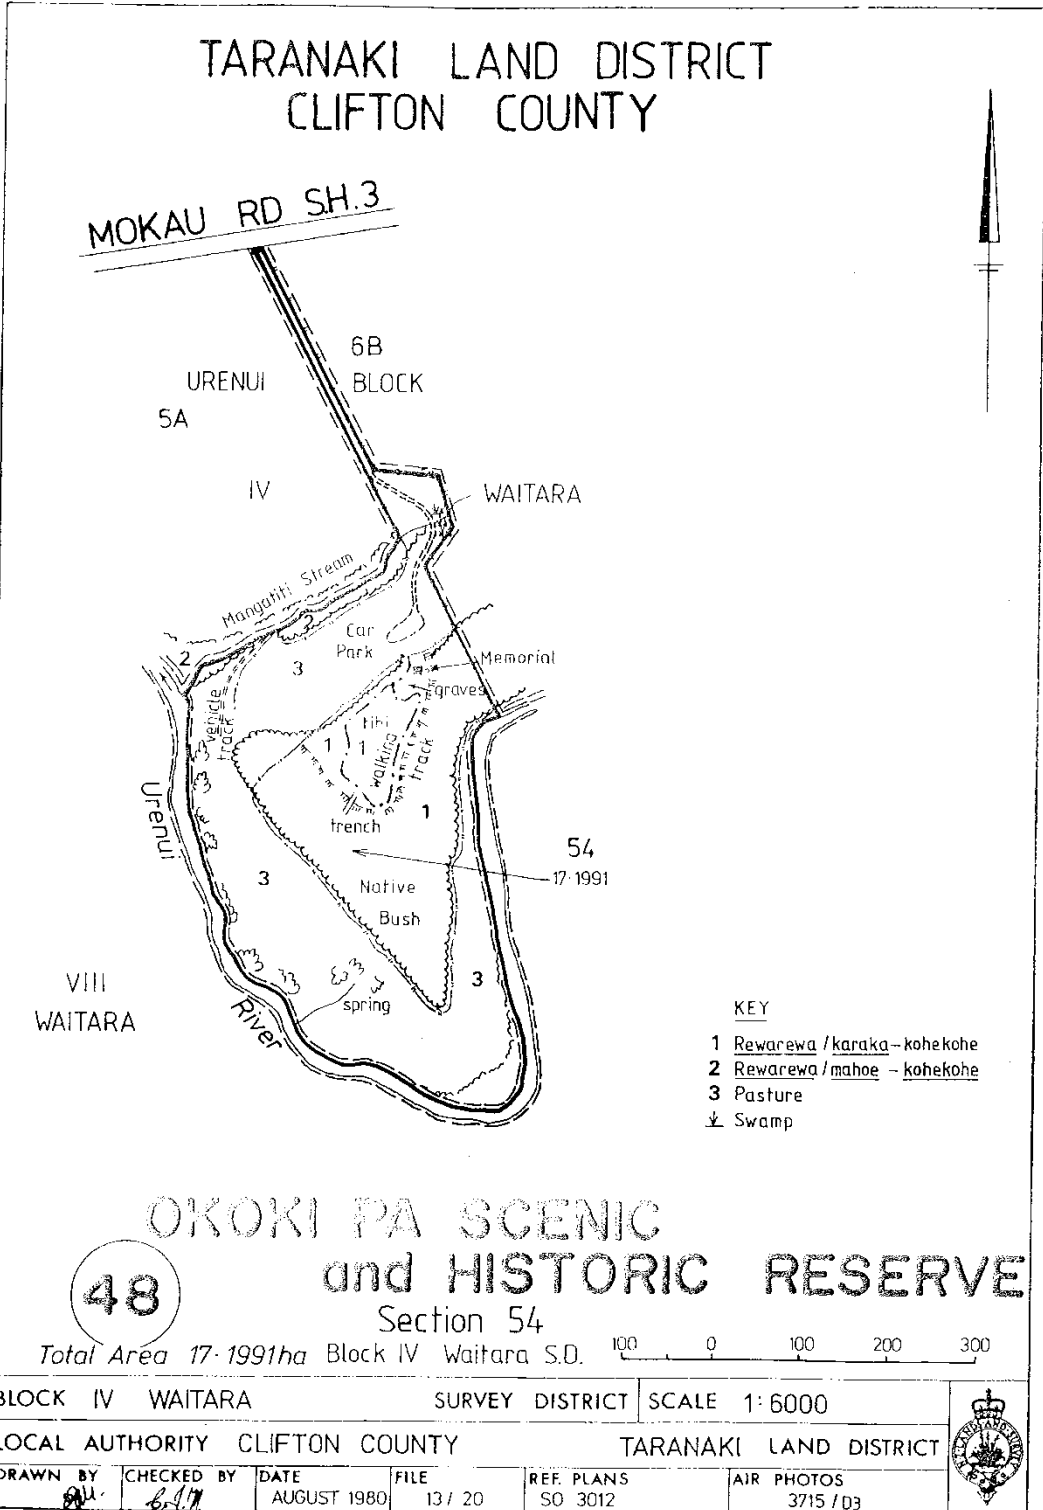 TARANAKI LAND DISTRICT
CLIFTON COUNTY
MOKAU RD S.H.3
6B
URENUI BLOCK
5A
IV
WAITARA
Mangatiti Stream
Car
Park
2
3
Memorial
graves
vehicle
track
tihi
1
1
walking
track
Urenui
trench
1
54
17·1991
3
Native
Bush
VIII
WAITARA
3
spring
River
KEY
1 Rewarewa / karaka – kohekohe
2 Rewarewa / mahoe – kohekohe
3 Pasture
Swamp
OKOKI PA SCENIC
and HISTORIC RESERVE
48
Section 54
Total Area 17·1991ha Block IV Waitara S.D.
100 0 100 200 300
BLOCK IV WAITARA SURVEY DISTRICT SCALE 1:6000
LOCAL AUTHORITY CLIFTON COUNTY TARANAKI LAND DISTRICT
DRAWN BY CHECKED BY DATE FILE REF. PLANS AIR PHOTOS
AUGUST 1980 13 / 20 SO 3012 3715 / D3